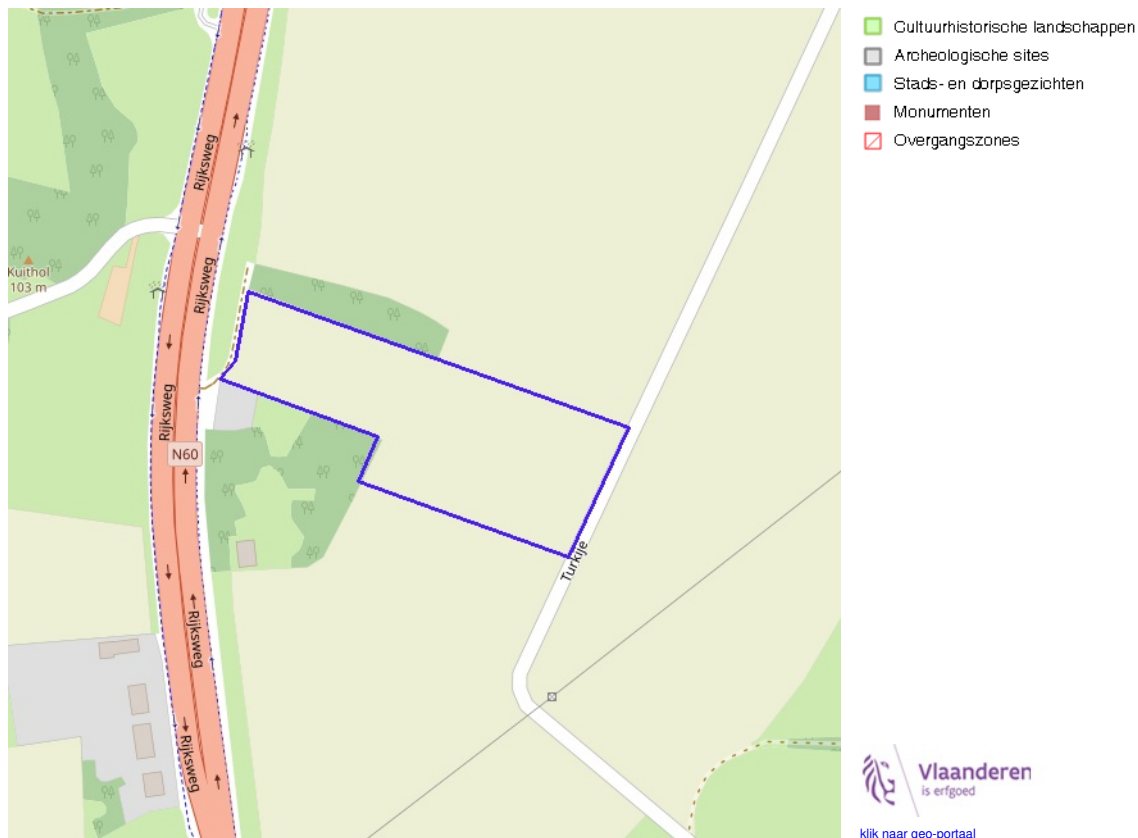 Rijksweg
Rijksweg
Kuithol
103 m
Rijksweg
N60
Turkije
Rijksweg
Rijksweg
Cultuurhistorische landschappen
Archeologische sites
Stads- en dorpsgezichten
Monumenten
Overgangszones
Vlaanderen
is erfgoed
klik naar geo-portaal